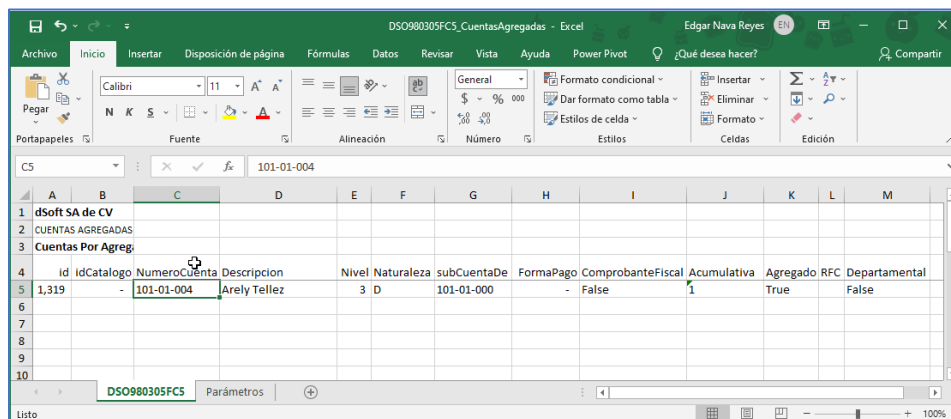 DSO980305FC5_CuentasAgregadas - Excel Edgar Nava Reyes EN
Archivo Inicio Insertar Disposición de página Fórmulas Datos Revisar Vista Ayuda Power Pivot ¿Qué desea hacer? Compartir
Pegar
Calibri 11 A A
N K S
ab
General
$ % 000
Formato condicional
Dar formato como tabla
Estilos de celda
Insertar
Eliminar
Formato
Portapapeles Fuente Alineación Número Estilos Celdas Edición
C5 fx 101-01-004
A B C D E F G H I J K L M
1 dSoft SA de CV
2 CUENTAS AGREGADAS
3 Cuentas Por Agreg
4 id idCatalogo NumeroCuenta Descripcion Nivel Naturaleza subCuentaDe FormaPago ComprobanteFiscal Acumulativa Agregado RFC Departamental
5 1,319 - 101-01-004 Arely Tellez 3 D 101-01-000 - False 1 True False
6
7
8
9
10
DSO980305FC5 Parámetros
Listo 100%